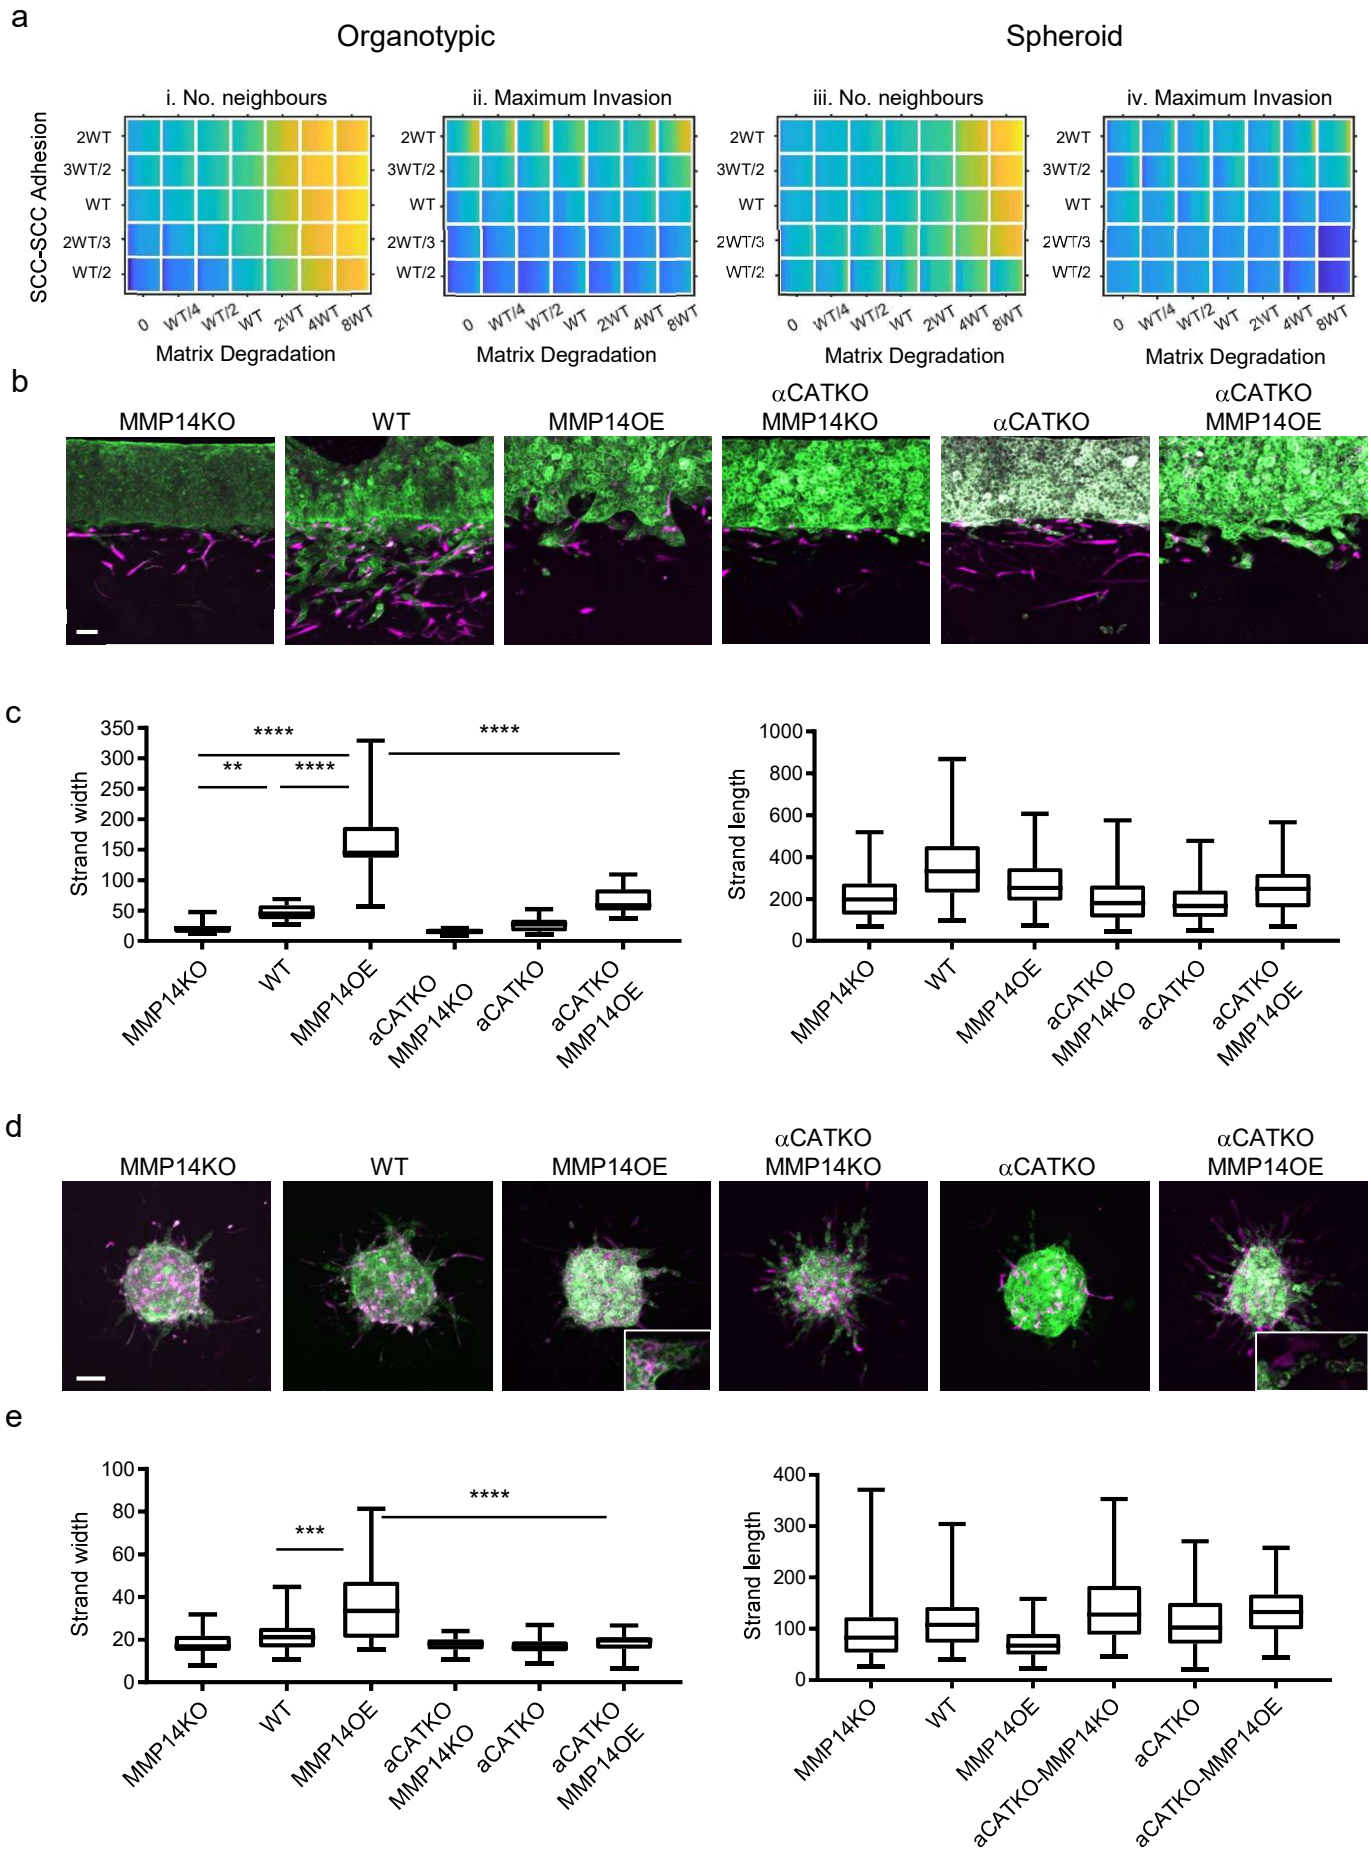 a
Organotypic
Spheroid
i. No. neighbours
ii. Maximum Invasion
iii. No. neighbours
iv. Maximum Invasion
SCC-SCC Adhesion
2WT
3WT/2
WT
2WT/3
WT/2
0 WT/4 WT/2 WT 2WT 4WT 8WT
Matrix Degradation
2WT
3WT/2
WT
2WT/3
WT/2
0 WT/4 WT/2 WT 2WT 4WT 8WT
Matrix Degradation
2WT
3WT/2
WT
2WT/3
WT/2
0 WT/4 WT/2 WT 2WT 4WT 8WT
Matrix Degradation
2WT
3WT/2
WT
2WT/3
WT/2
0 WT/4 WT/2 WT 2WT 4WT 8WT
Matrix Degradation
b
MMP14KO
WT
MMP14OE
αCATKO
MMP14KO
αCATKO
αCATKO
MMP14OE
c
Strand width
350
300
250
200
150
100
50
0
****
**
****
****
MMP14KO
WT
MMP14OE
aCATKO
MMP14KO
aCATKO
aCATKO
MMP14OE
Strand length
1000
800
600
400
200
0
MMP14KO
WT
MMP14OE
aCATKO
MMP14KO
aCATKO
aCATKO
MMP14OE
d
MMP14KO
WT
MMP14OE
αCATKO
MMP14KO
αCATKO
αCATKO
MMP14OE
e
Strand width
100
80
60
40
20
0
***
****
MMP14KO
WT
MMP14OE
aCATKO
MMP14KO
aCATKO
aCATKO
MMP14OE
Strand length
400
300
200
100
0
MMP14KO
WT
MMP14OE
aCATKO-MMP14KO
aCATKO
aCATKO-MMP14OE